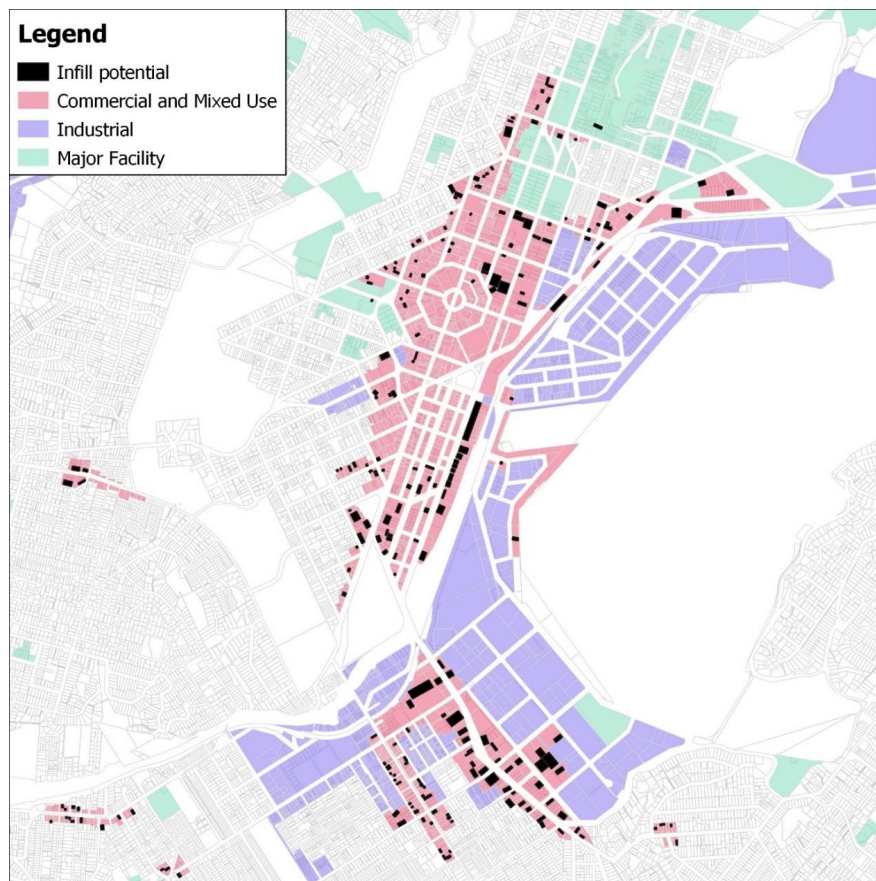 Legend
Infill potential
Commercial and Mixed Use
Industrial
Major Facility